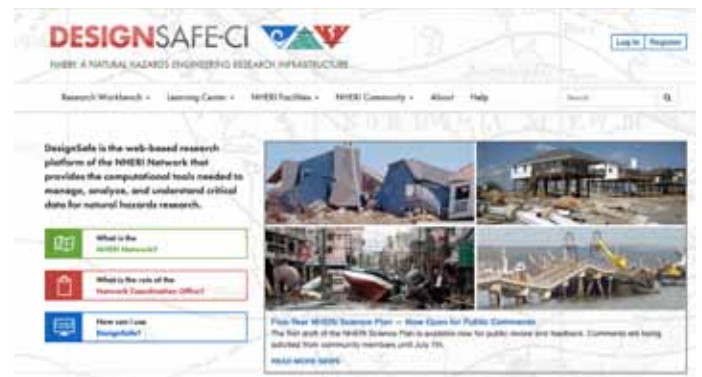 DESIGNSAFE-CI
NHERI: A NATURAL HAZARDS ENGINEERING RESEARCH INFRASTRUCTURE
Log in Register
Research Workbench Learning Center NHERI Facilities NHERI Community About Help Search
DesignSafe is the web-based research
platform of the NHERI Network that
provides the computational tools needed to
manage, analyze, and understand critical
data for natural hazards research.
What is the
NHERI Network?
What is the role of the
Network Coordination Office?
How can I use
DesignSafe?
Five-Year NHERI Science Plan — Now Open for Public Comments
The first draft of the NHERI Science Plan is available now for public review and feedback. Comments are being
solicited from community members until July 7th.
READ MORE NEWS